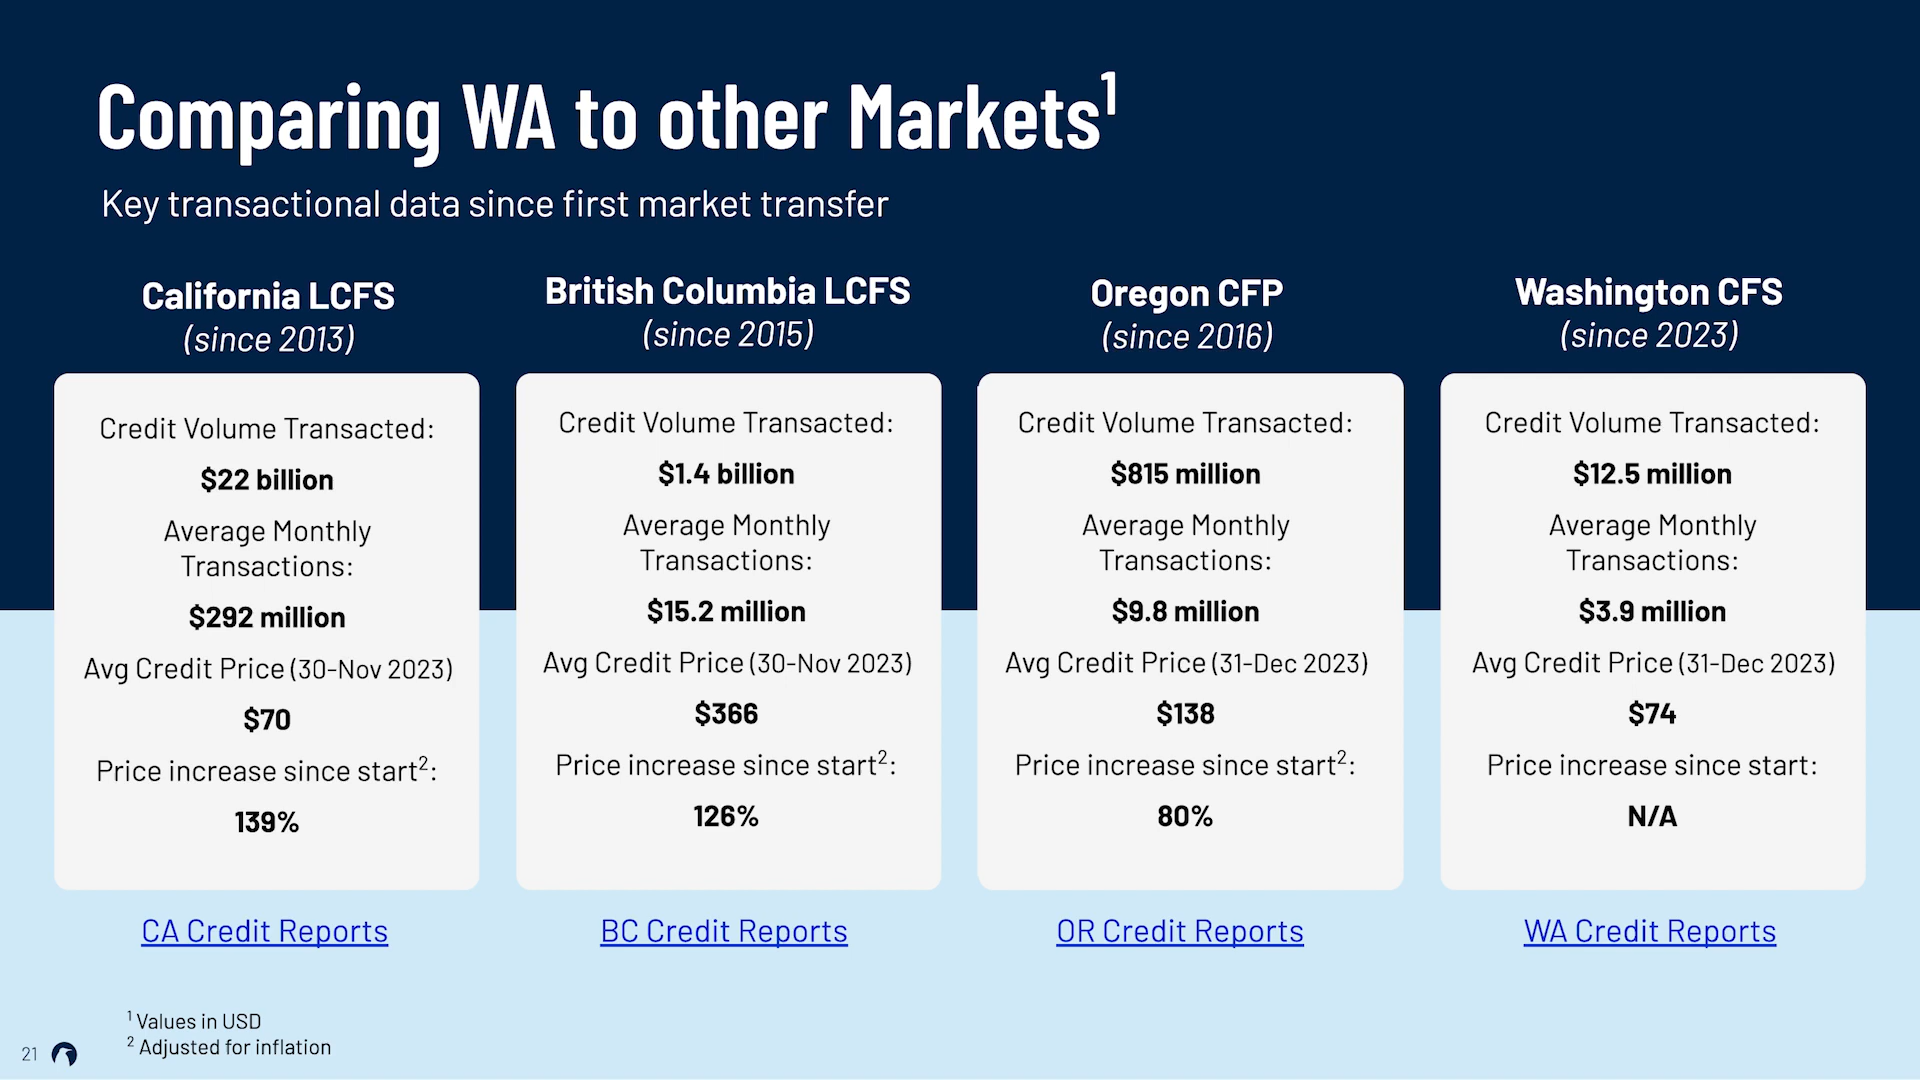 Comparing WA to other Markets¹
Key transactional data since first market transfer
California LCFS
(since 2013)
Credit Volume Transacted:
$22 billion
Average Monthly
Transactions:
$292 million
Avg Credit Price (30-Nov 2023)
$70
Price increase since start²:
139%
CA Credit Reports
British Columbia LCFS
(since 2015)
Credit Volume Transacted:
$1.4 billion
Average Monthly
Transactions:
$15.2 million
Avg Credit Price (30-Nov 2023)
$366
Price increase since start²:
126%
BC Credit Reports
Oregon CFP
(since 2016)
Credit Volume Transacted:
$815 million
Average Monthly
Transactions:
$9.8 million
Avg Credit Price (31-Dec 2023)
$138
Price increase since start²:
80%
OR Credit Reports
Washington CFS
(since 2023)
Credit Volume Transacted:
$12.5 million
Average Monthly
Transactions:
$3.9 million
Avg Credit Price (31-Dec 2023)
$74
Price increase since start:
N/A
WA Credit Reports
¹ Values in USD
² Adjusted for inflation
21